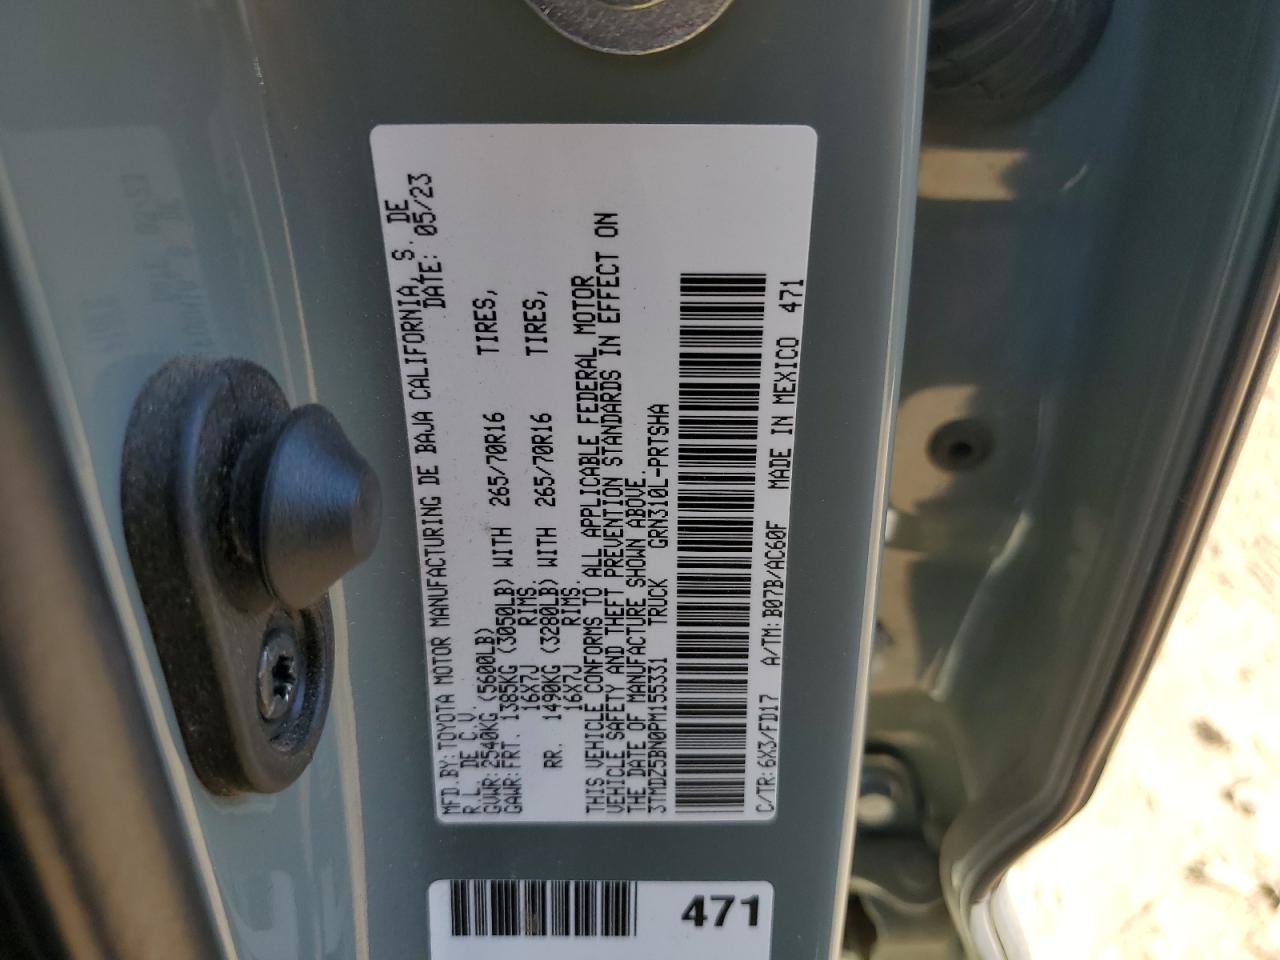 MFD.BY:TOYOTA MOTOR MANUFACTURING DE BAJA CALIFORNIA,S. DE
R.L. DE C.V. DATE: 05/23
GVWR:2540KG (5600LB)
GAWR:FRT. 1385KG (3050LB) WITH 265/70R16 TIRES,
16X7J RIMS
RR. 1490KG (3280LB) WITH 265/70R16 TIRES,
16X7J RIMS.
THIS VEHICLE CONFORMS TO AL APPLICABLE FEDERAL MOTOR
VEHICLE SAFETY AND THEFT PREVENTION STANDARDS IN EFFECT ON
THE DATE OF MANUFACTURE SHOWN ABOVE.
3TMDZ5BN0PM155331 TRUCK GRN310L-PRTSHA
C/TR:6X3/FD17 A/TM:B07B/AC60F MADE IN MEXICO 471
471